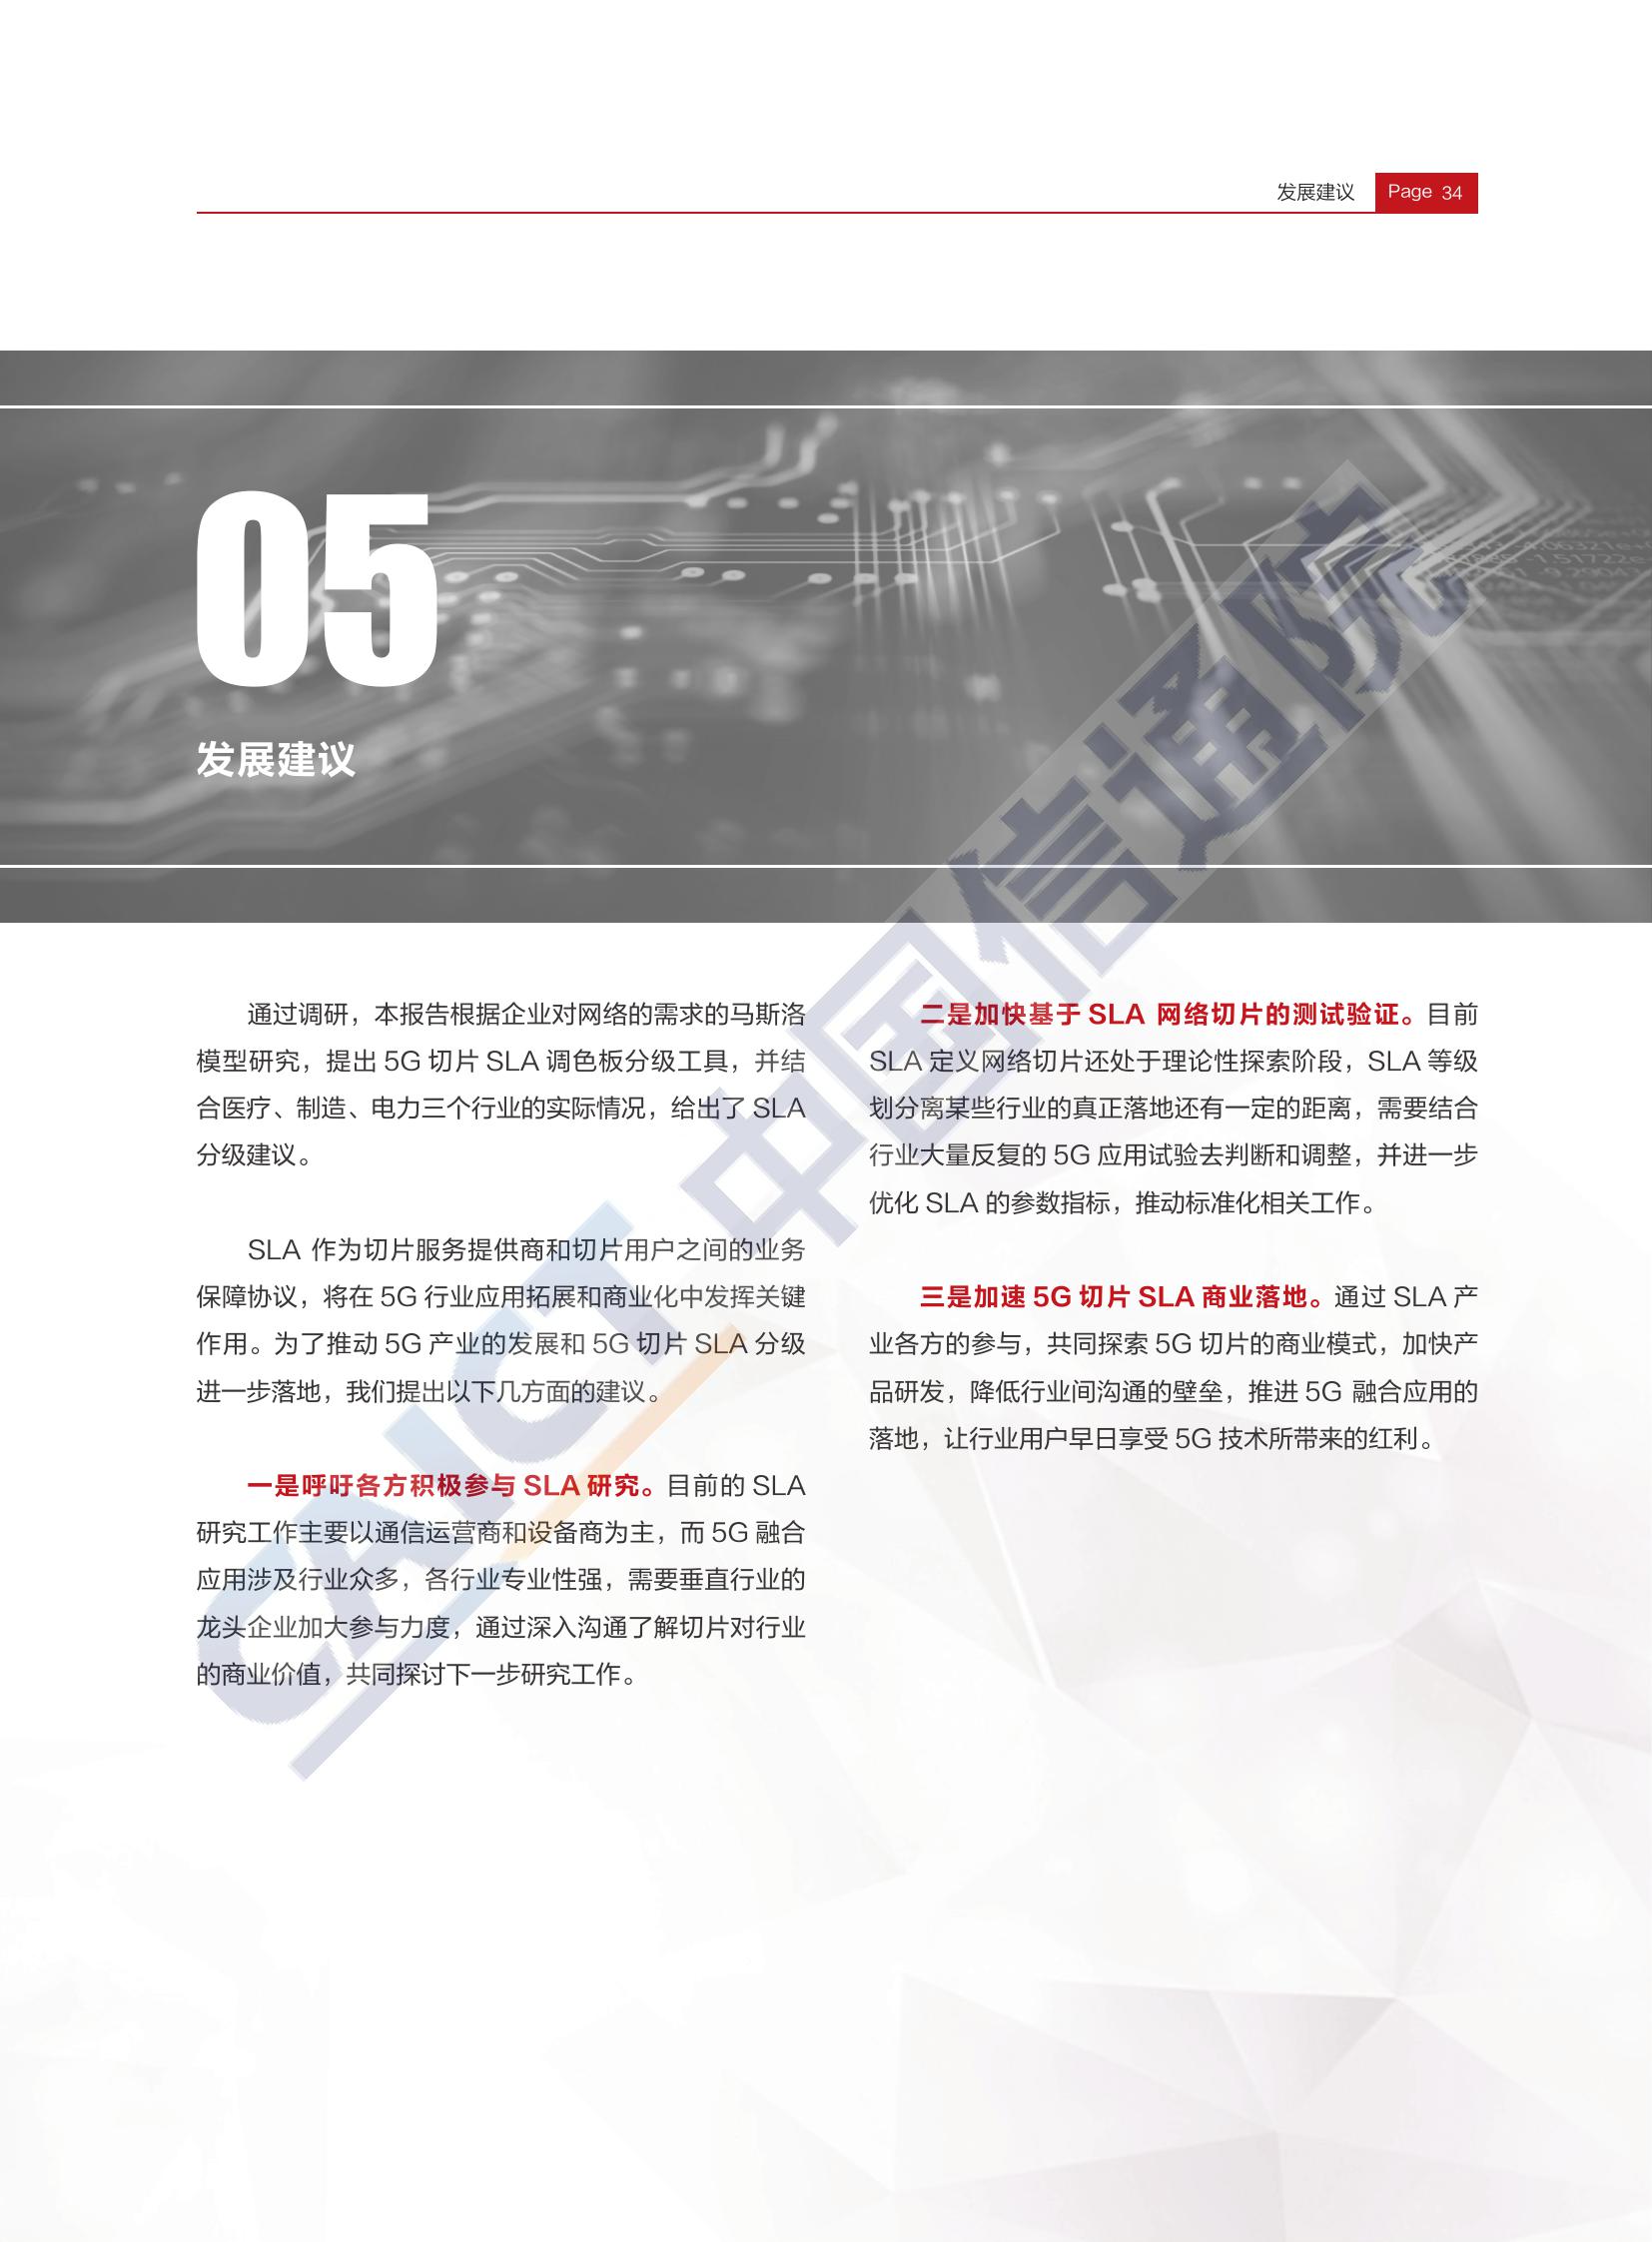 发展建议 Page 34
05
发展建议
通过调研，本报告根据企业对网络的需求的马斯洛
模型研究，提出 5G 切片 SLA 调色板分级工具，并结
合医疗、制造、电力三个行业的实际情况，给出了 SLA
分级建议。
SLA 作为切片服务提供商和切片用户之间的业务
保障协议，将在 5G 行业应用拓展和商业化中发挥关键
作用。为了推动 5G 产业的发展和 5G 切片 SLA 分级
进一步落地，我们提出以下几方面的建议。
一是呼吁各方积极参与 SLA 研究。目前的 SLA
研究工作主要以通信运营商和设备商为主，而 5G 融合
应用涉及行业众多，各行业专业性强，需要垂直行业的
龙头企业加大参与力度，通过深入沟通了解切片对行业
的商业价值，共同探讨下一步研究工作。
二是加快基于 SLA 网络切片的测试验证。目前
SLA 定义网络切片还处于理论性探索阶段，SLA 等级
划分离某些行业的真正落地还有一定的距离，需要结合
行业大量反复的 5G 应用试验去判断和调整，并进一步
优化 SLA 的参数指标，推动标准化相关工作。
三是加速 5G 切片 SLA 商业落地。通过 SLA 产
业各方的参与，共同探索 5G 切片的商业模式，加快产
品研发，降低行业间沟通的壁垒，推进 5G 融合应用的
落地，让行业用户早日享受 5G 技术所带来的红利。
CAICT 中国信通院